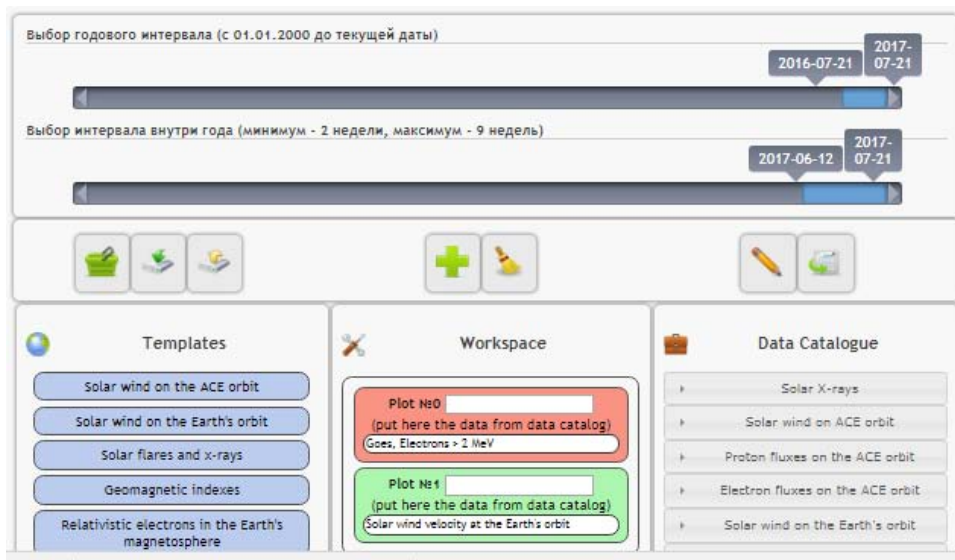 Выбор годового интервала (с 01.01.2000 до текущей даты)
2016-07-21
2017-
07-21
Выбор интервала внутри года (минимум - 2 недели, максимум - 9 недель)
2017-06-12
2017-
07-21
Templates
Solar wind on the ACE orbit
Solar wind on the Earth's orbit
Solar flares and x-rays
Geomagnetic indexes
Relativistic electrons in the Earth's
magnetosphere
Workspace
Plot №0
(put here the data from data catalog)
Goes, Electrons > 2 MeV
Plot №1
(put here the data from data catalog)
Solar wind velocity at the Earth's orbit
Data Catalogue
Solar X-rays
Solar wind on ACE orbit
Proton fluxes on the ACE orbit
Electron fluxes on the ACE orbit
Solar wind on the Earth's orbit